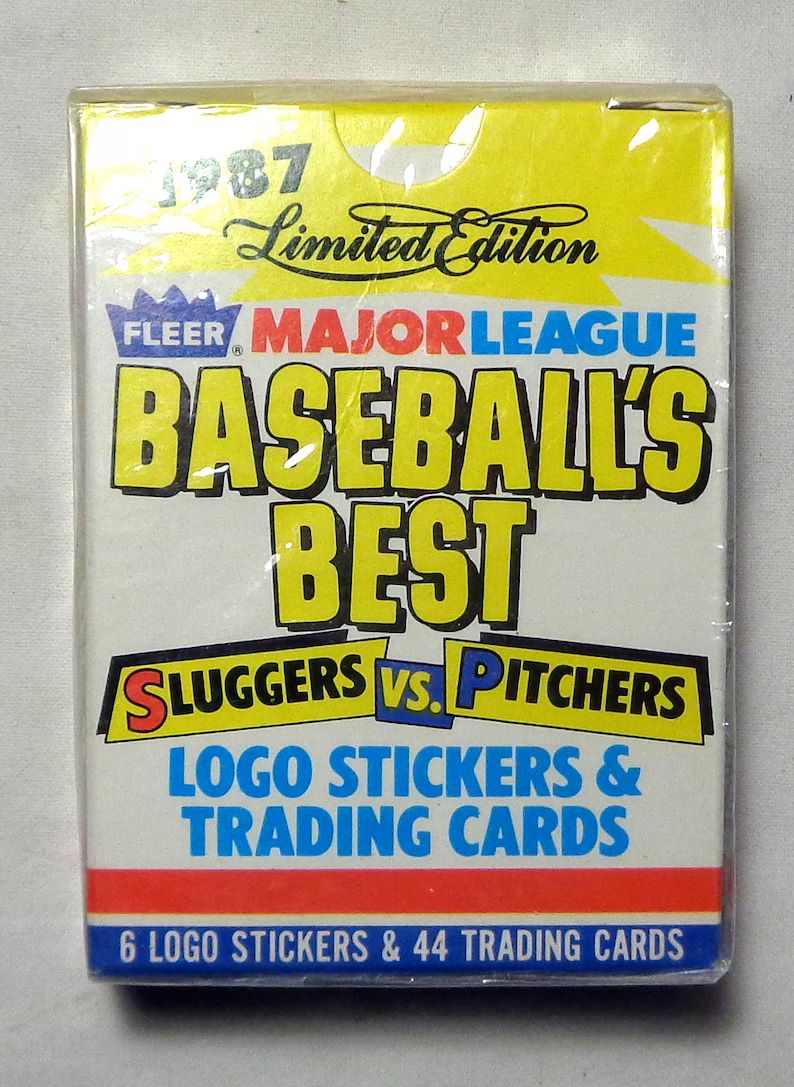 1987
Limited Edition
FLEER ® MAJOR LEAGUE
BASEBALL'S
BEST
SLUGGERS VS. PITCHERS
LOGO STICKERS &
TRADING CARDS
6 LOGO STICKERS & 44 TRADING CARDS